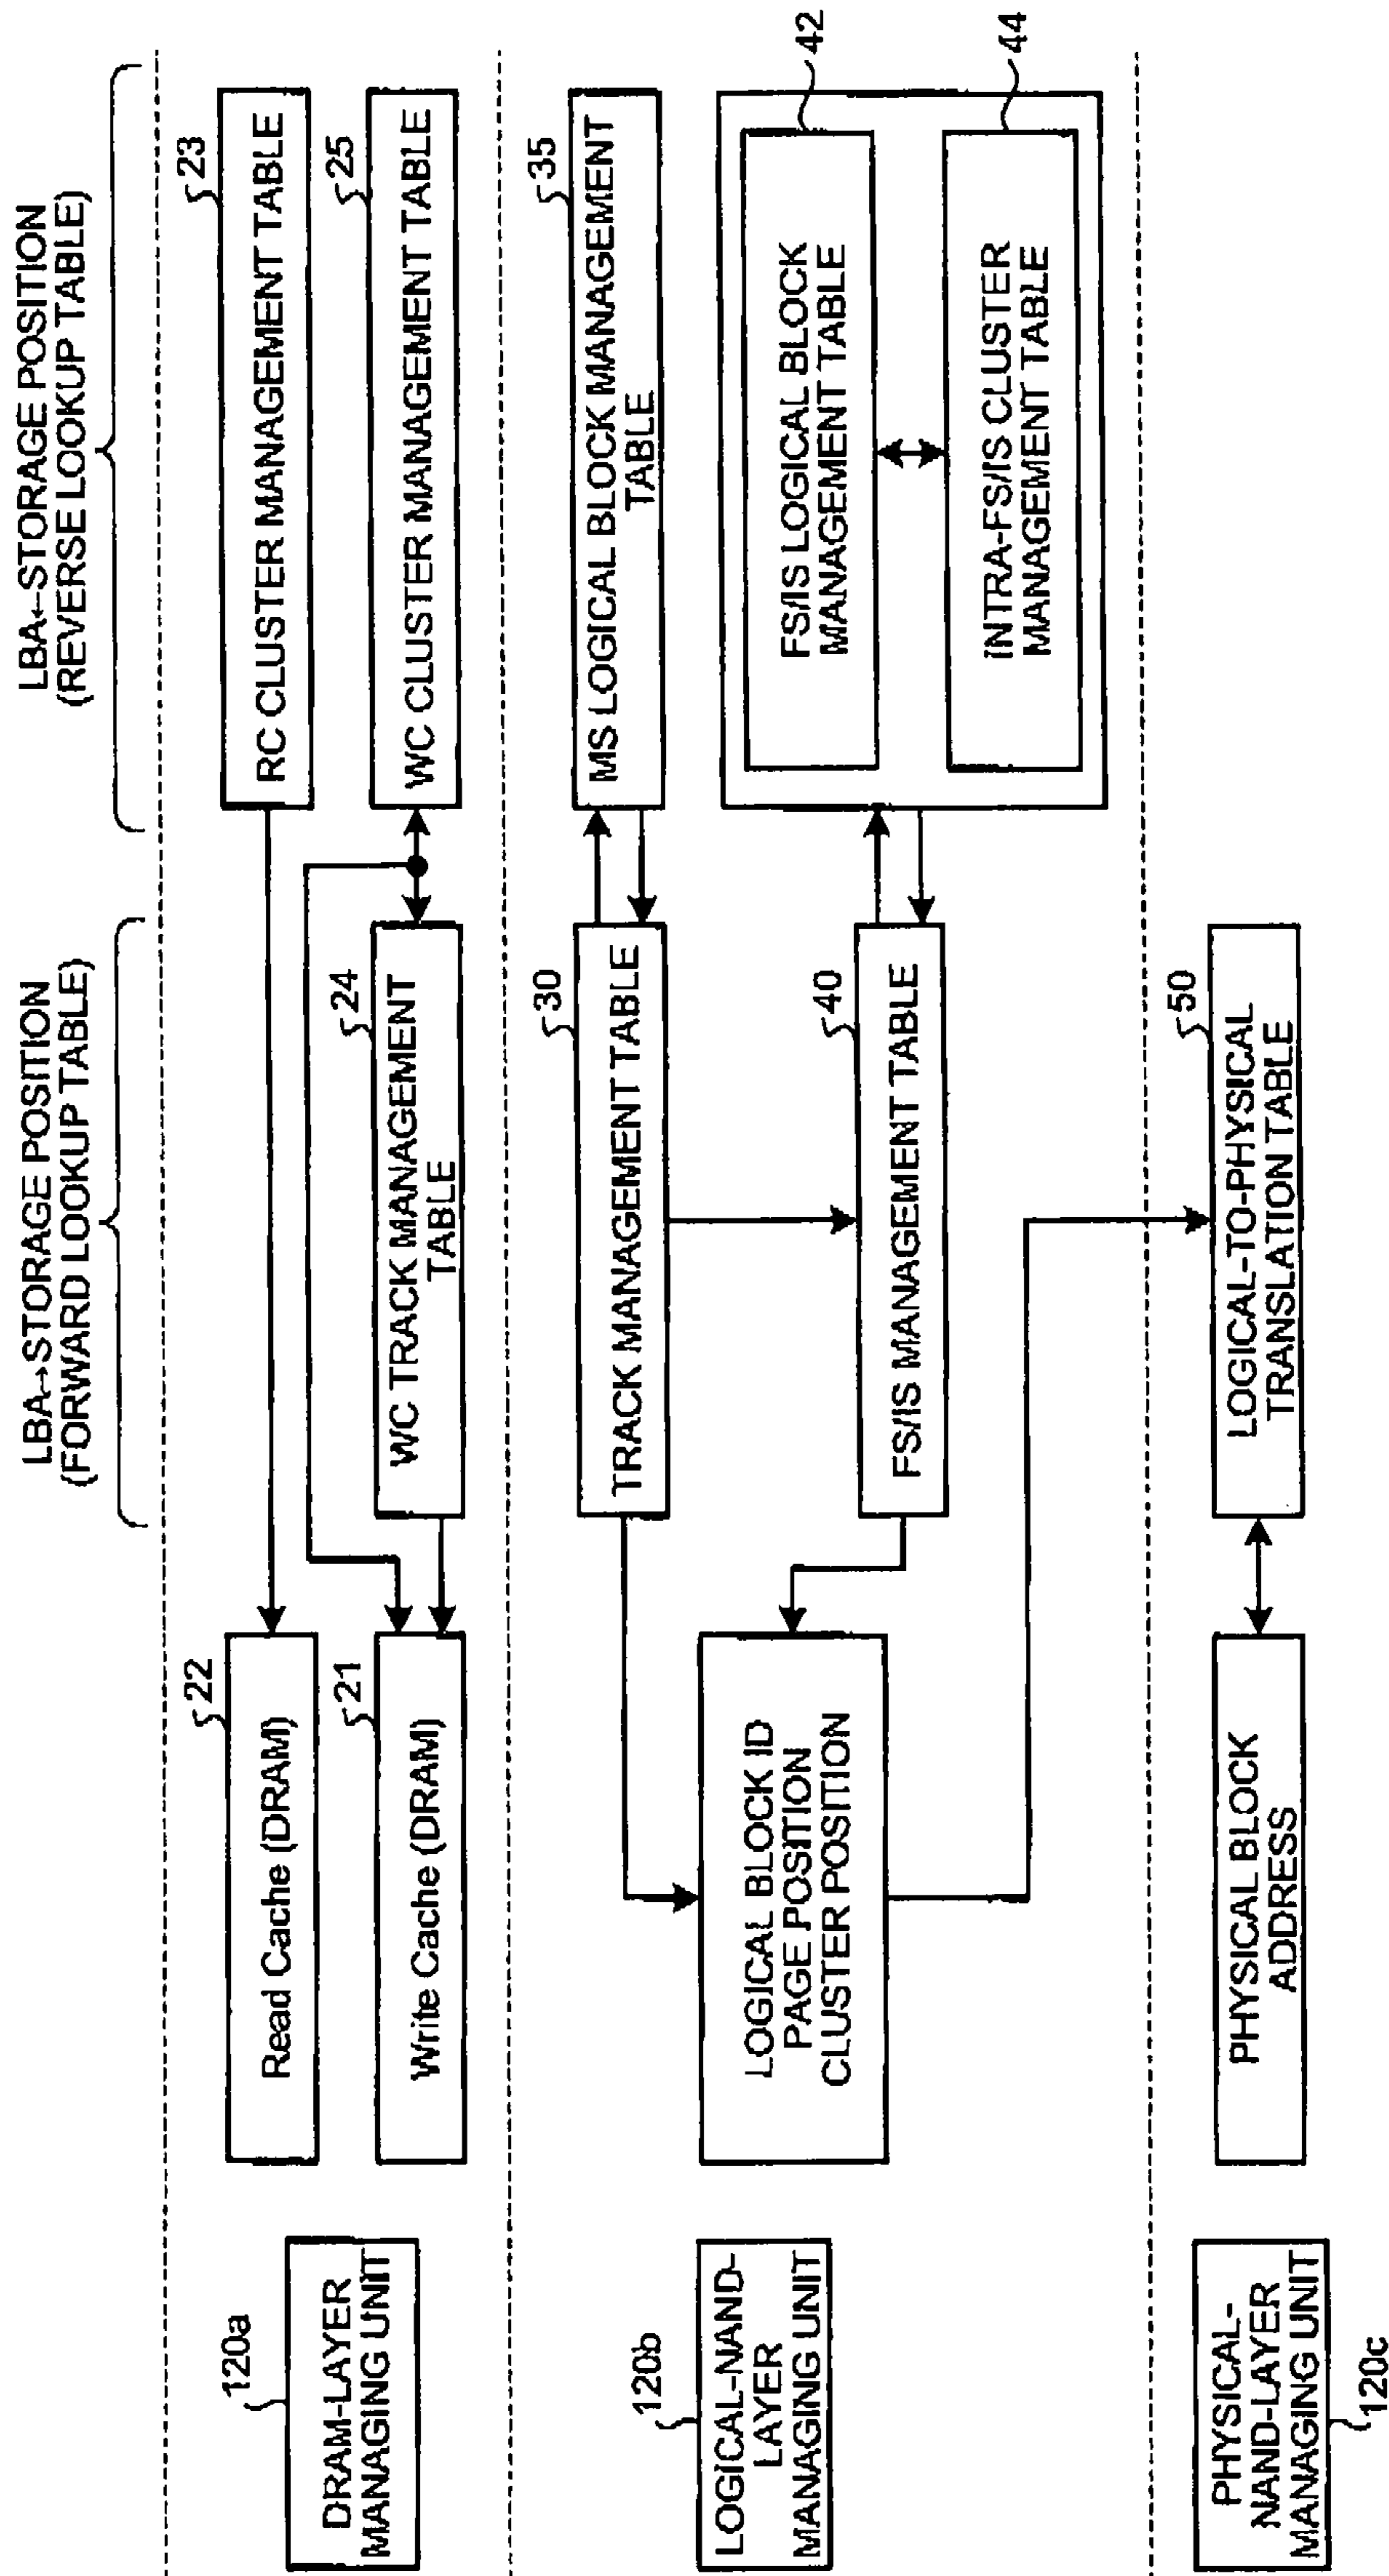 LBA→STORAGE POSITION
(FORWARD LOOKUP TABLE)
LBA←STORAGE POSITION
(REVERSE LOOKUP TABLE)
120a
DRAM-LAYER
MANAGING UNIT
22
Read Cache (DRAM)
23
RC CLUSTER MANAGEMENT TABLE
21
Write Cache (DRAM)
24
WC TRACK MANAGEMENT
TABLE
25
WC CLUSTER MANAGEMENT TABLE
120b
LOGICAL-NAND-
LAYER
MANAGING UNIT
LOGICAL BLOCK ID
PAGE POSITION
CLUSTER POSITION
30
TRACK MANAGEMENT TABLE
35
MS LOGICAL BLOCK MANAGEMENT
TABLE
40
FS/IS MANAGEMENT TABLE
FS/IS LOGICAL BLOCK
MANAGEMENT TABLE
42
INTRA-FS/IS CLUSTER
MANAGEMENT TABLE
44
PHYSICAL-
NAND-LAYER
MANAGING UNIT
120c
PHYSICAL BLOCK
ADDRESS
50
LOGICAL-TO-PHYSICAL
TRANSLATION TABLE